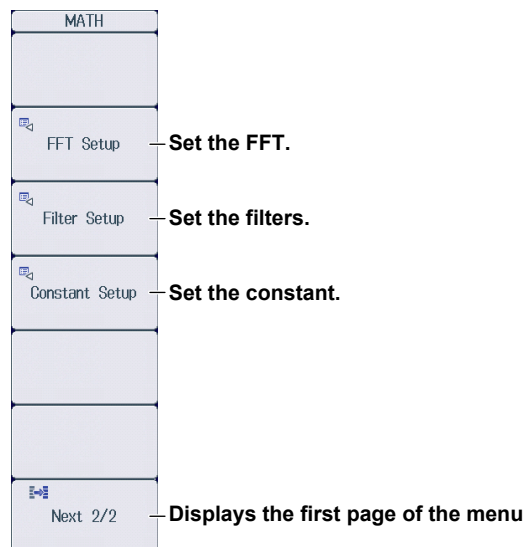 MATH
FFT Setup
Set the FFT.
Filter Setup
Set the filters.
Constant Setup
Set the constant.
Next 2/2
Displays the first page of the menu